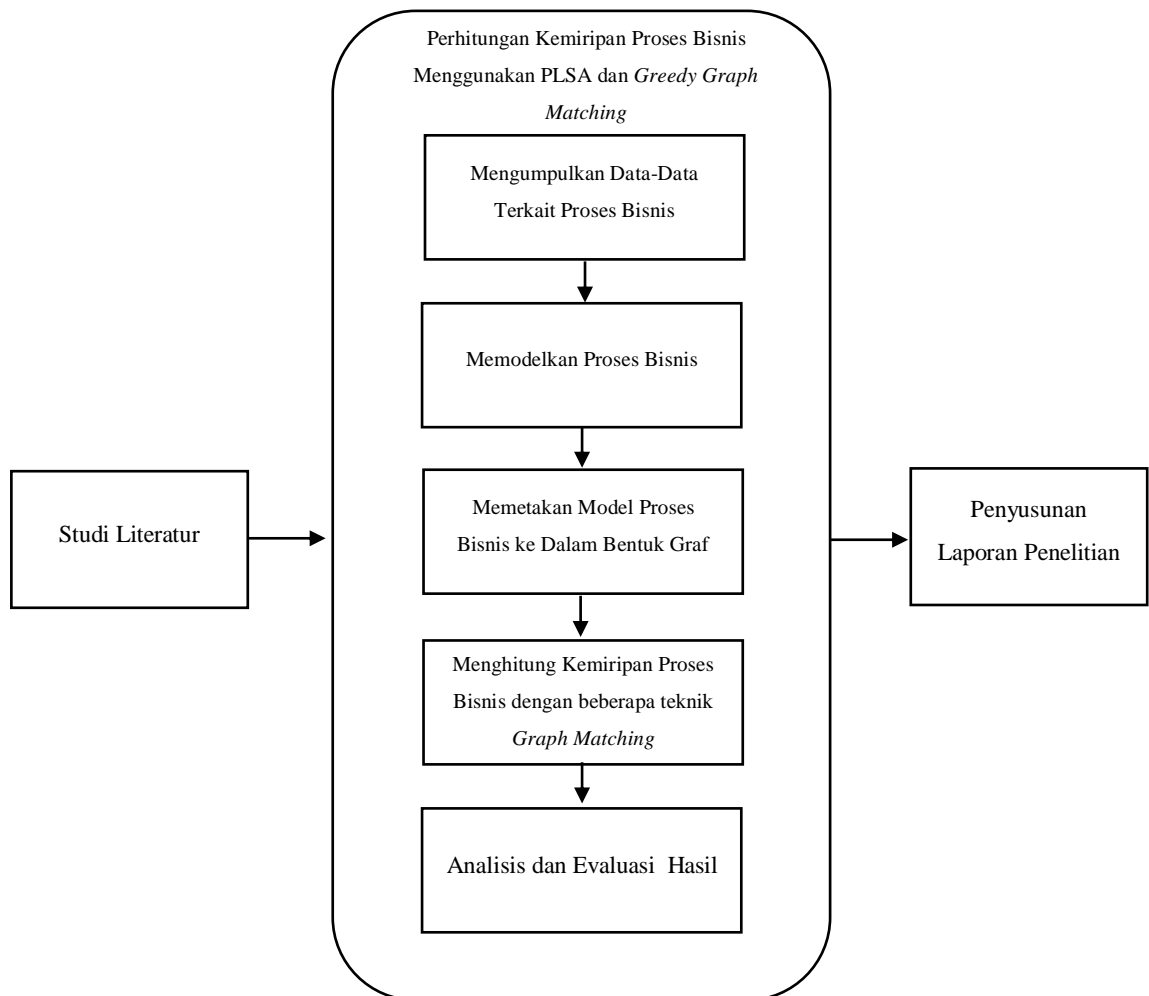 Perhitungan Kemiripan Proses Bisnis
Menggunakan PLSA dan Greedy Graph
Matching
Mengumpulkan Data-Data
Terkait Proses Bisnis
Memodelkan Proses Bisnis
Memetakan Model Proses
Bisnis ke Dalam Bentuk Graf
Menghitung Kemiripan Proses
Bisnis dengan beberapa teknik
Graph Matching
Analisis dan Evaluasi Hasil
Studi Literatur
Penyusunan
Laporan Penelitian